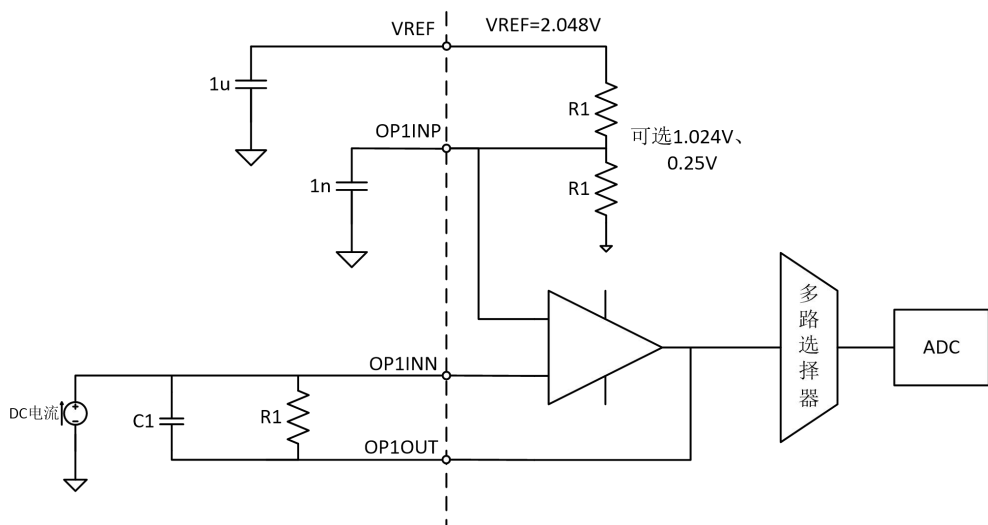 VREF
VREF=2.048V
1u
R1
OP1INP
可选1.024V、
0.25V
1n
R1
多路选择器
ADC
OP1INN
DC电流
C1
R1
OP1OUT